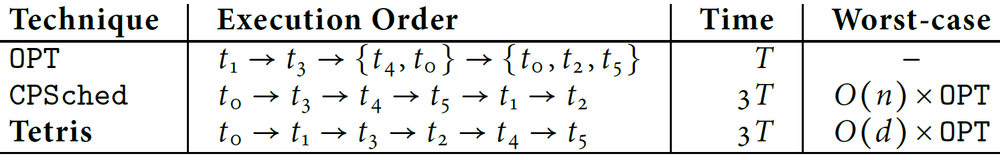 Technique Execution Order Time Worst-case
OPT t₁ → t₃ → {t₄, t₀} → {t₀, t₂, t₅} T –
CPSched t₀ → t₃ → t₄ → t₅ → t₁ → t₂ 3T O(n) × OPT
Tetris t₀ → t₁ → t₃ → t₂ → t₄ → t₅ 3T O(d) × OPT